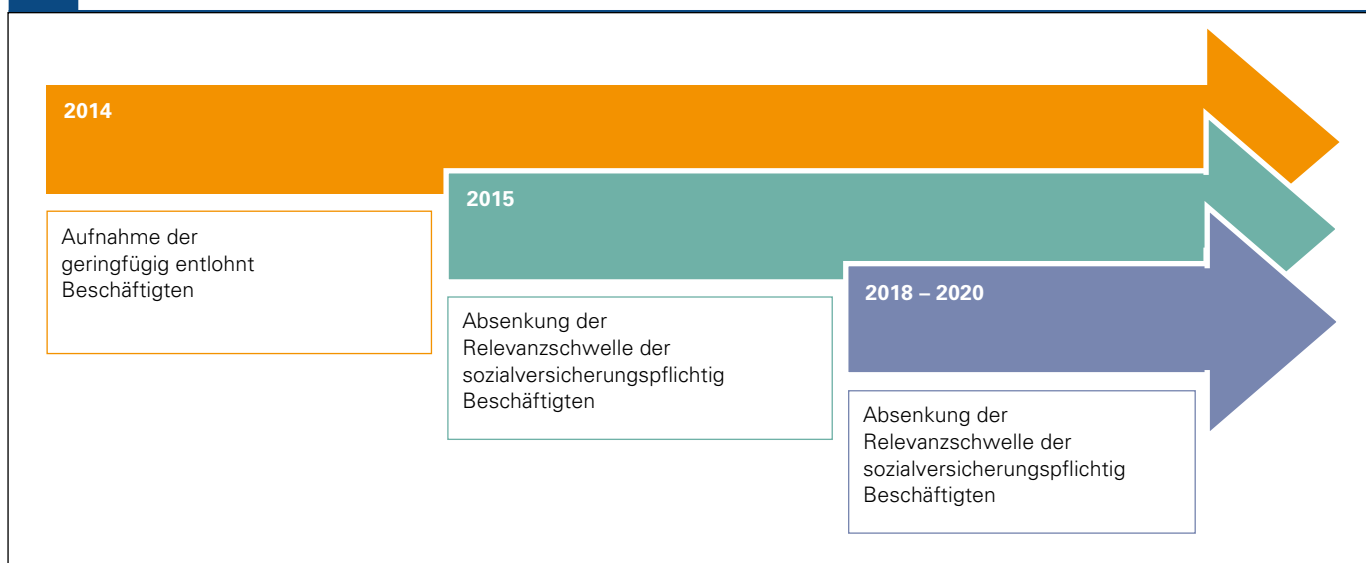 2014
Aufnahme der
geringfügig entlohnt
Beschäftigten
2015
Absenkung der
Relevanzschwelle der
sozialversicherungspflichtig
Beschäftigten
2018 – 2020
Absenkung der
Relevanzschwelle der
sozialversicherungspflichtig
Beschäftigten